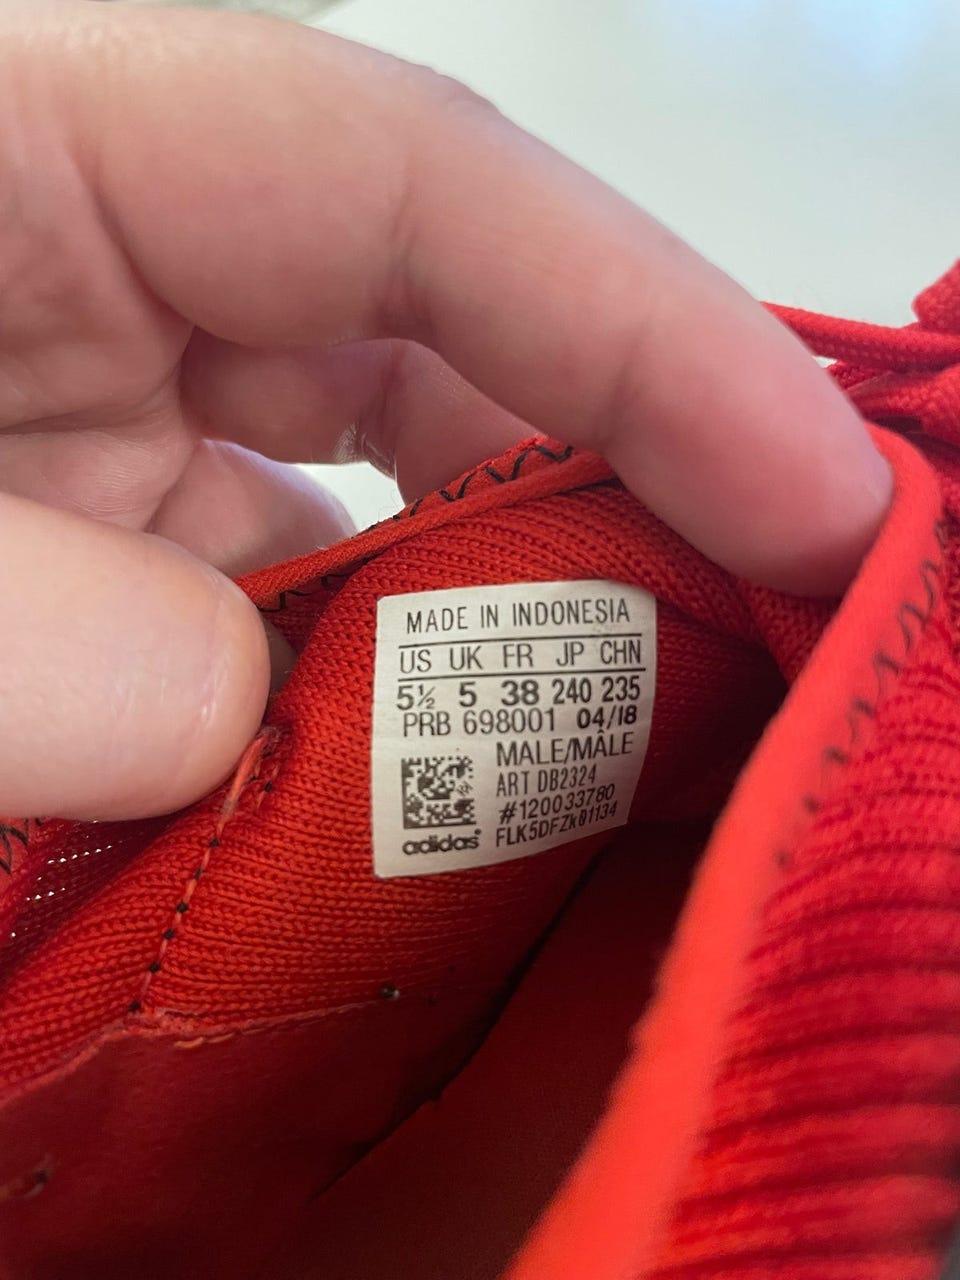 MADE IN INDONESIA
US UK FR JP CHN
5½ 5 38 240 235
PRB 698001 04/18
MALE/MÂLE
ART DB2324
#120033780
FLK5DFZk01134
adidas